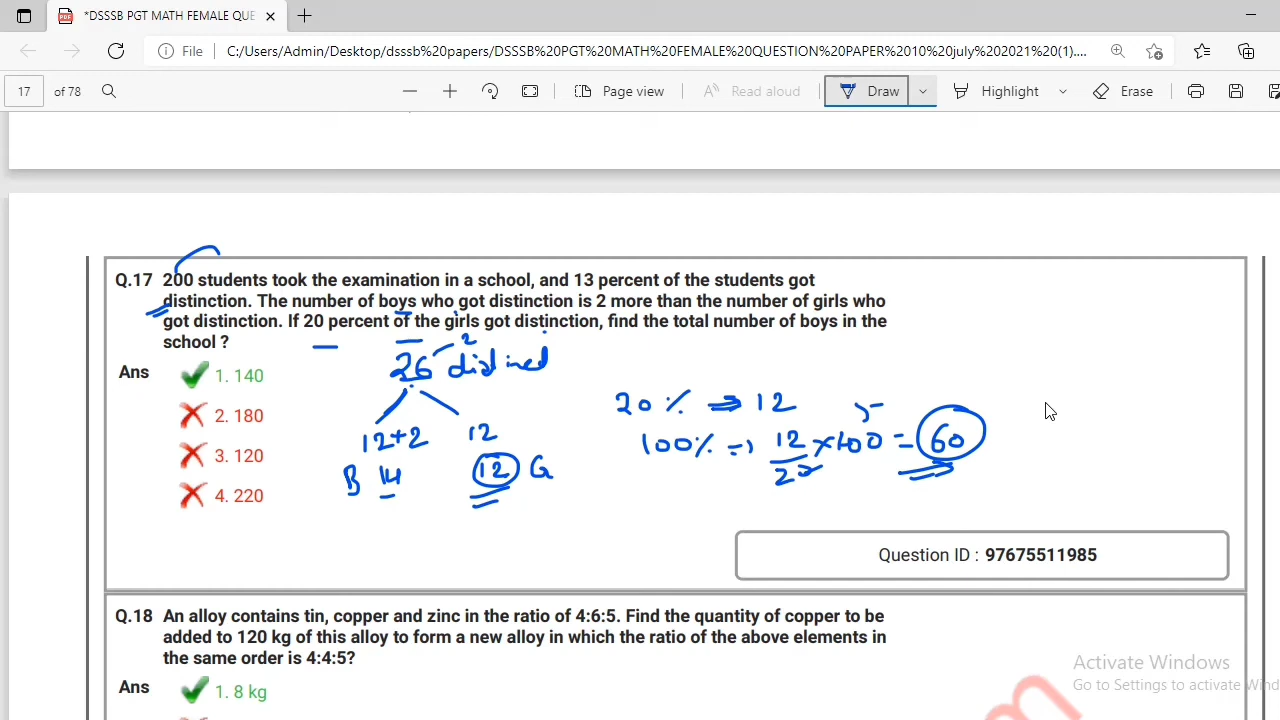 *DSSSB PGT MATH FEMALE QUE
File C:/Users/Admin/Desktop/dsssb%20papers/DSSSB%20PGT%20MATH%20FEMALE%20QUESTION%20PAPER%2010%20july%202021%20(1)....
17 of 78 Page view Read aloud Draw Highlight Erase
Q.17 200 students took the examination in a school, and 13 percent of the students got
distinction. The number of boys who got distinction is 2 more than the number of girls who
got distinction. If 20 percent of the girls got distinction, find the total number of boys in the
school ?
2
26
Ans 1. 140
20 % ⇒ 12
5
2. 180
12+2 12
100% ⇒ 12/20 ×100 = 60
3. 120
B 14 12 G
4. 220
Question ID : 97675511985
Q.18 An alloy contains tin, copper and zinc in the ratio of 4:6:5. Find the quantity of copper to be
added to 120 kg of this alloy to form a new alloy in which the ratio of the above elements in
the same order is 4:4:5?
Activate Windows
Go to Settings to activate Wind
Ans 1. 8 kg